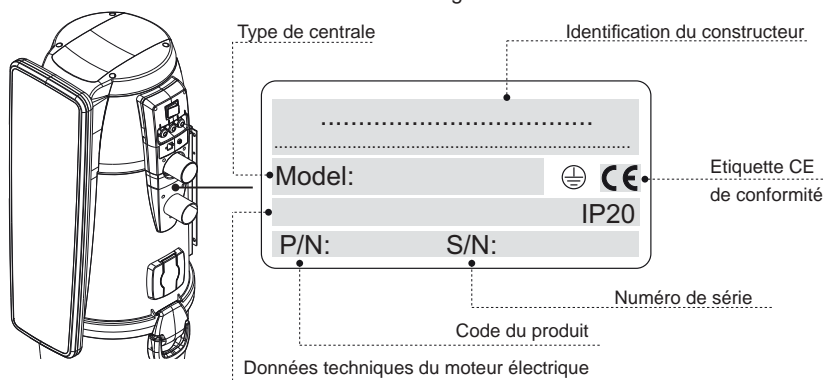 Type de centrale
Identification du constructeur
....................................
Model:
CE
Etiquette CE
de conformité
IP20
P/N:
S/N:
Numéro de série
Code du produit
Données techniques du moteur électrique